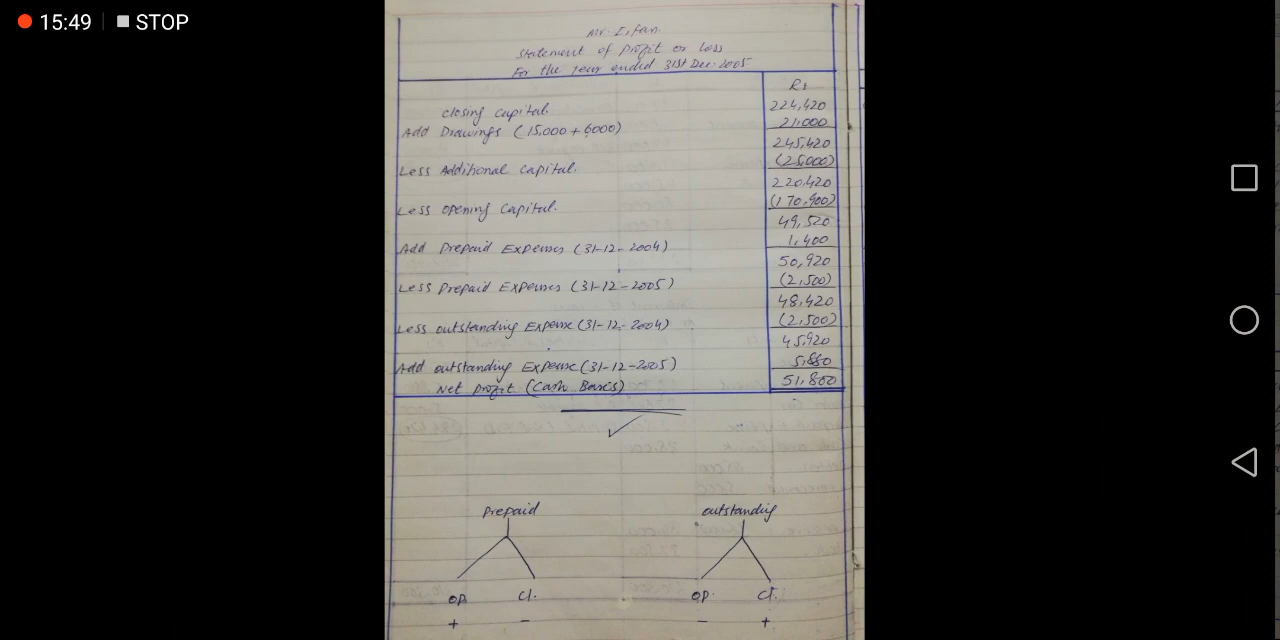 15:49 STOP
Mr. Irfan.
Statement of Profit or Loss
For the year ended 31st Dec. 2005
Rs
closing capital. 224,420
Add Drawings (15,000 + 6000) 21,000
245,420
Less Additional capital. (25,000)
220,420
Less opening capital. (170,900)
49,520
Add Prepaid Expenses (31-12-2004) 1,400
50,920
Less Prepaid Expenses (31-12-2005) (2,500)
48,420
Less outstanding Expense (31-12-2004) (2,500)
45,920
Add outstanding Expense (31-12-2005) 5,880
Net Profit (Cash Basis) 51,800
Prepaid outstanding
op. cl. op. cl.
+ - - +